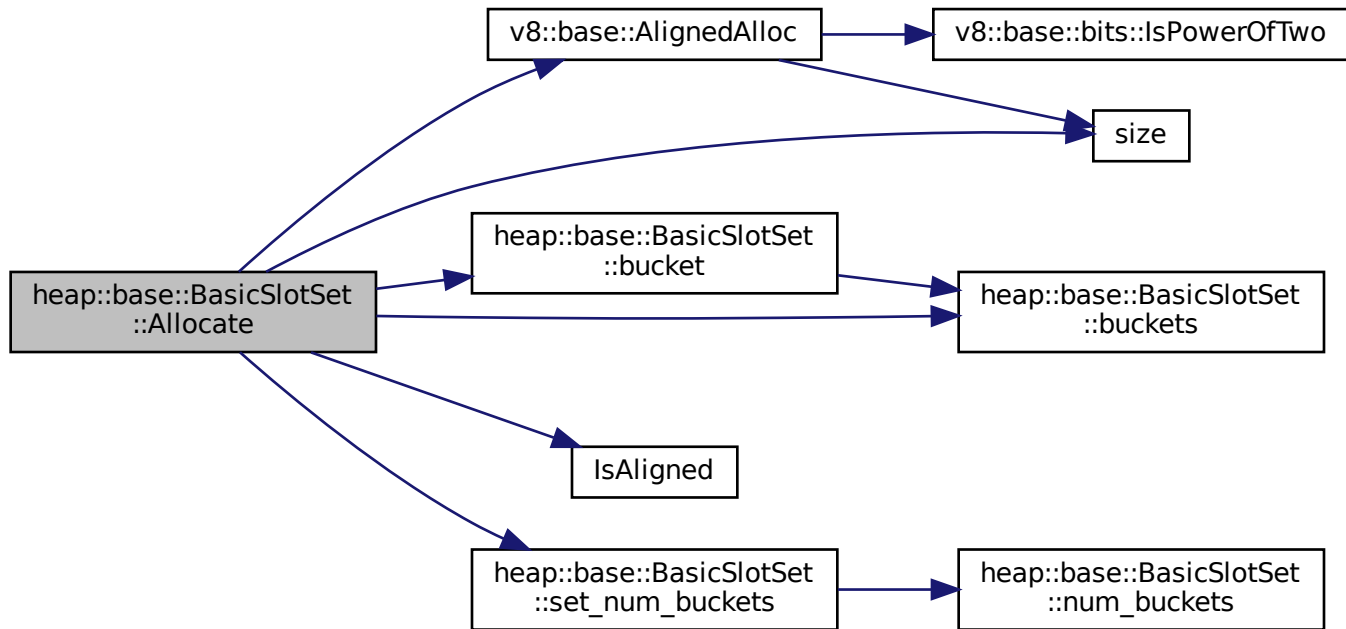 v8::base::AlignedAlloc
v8::base::bits::IsPowerOfTwo
size
heap::base::BasicSlotSet
::bucket
heap::base::BasicSlotSet
::Allocate
heap::base::BasicSlotSet
::buckets
IsAligned
heap::base::BasicSlotSet
::set_num_buckets
heap::base::BasicSlotSet
::num_buckets